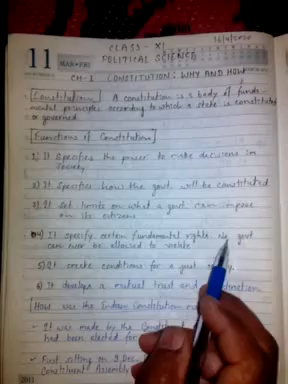 CLASS - XI
16/4/2020
11 POLITICAL SCIENCE
CH-1 CONSTITUTION: WHY AND HOW
Constitution A constitution is a body of funda-
mental principles according to which a state is constituted
or governed
Functions of Constitution
1) It specifies the power to make decisions in
society
2) It specifies how the govt. will be constituted
3) It set limits on what a govt can impose
on its citizens
4) It specify certain fundamental rights. No govt
can ever be allowed to violate
5) It create conditions for a just
6) It develops a mutual trust and
How was the Indian Constitution
- It was made by the
had been elected for
- First sitting on 9 Dec.
Constituent Assembly
2011